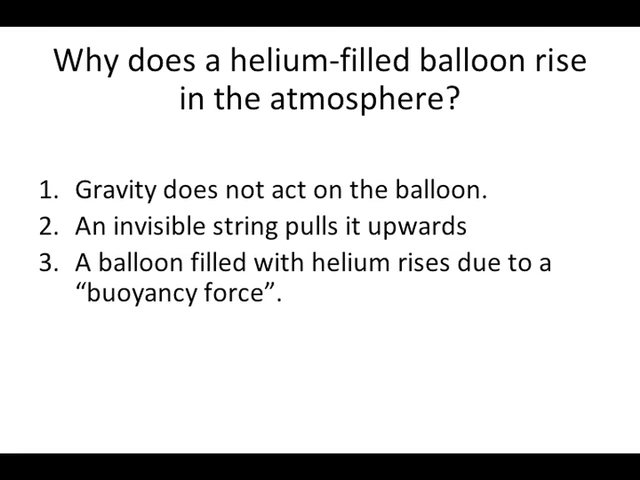 Why does a helium-filled balloon rise
in the atmosphere?
1. Gravity does not act on the balloon.
2. An invisible string pulls it upwards
3. A balloon filled with helium rises due to a
“buoyancy force”.